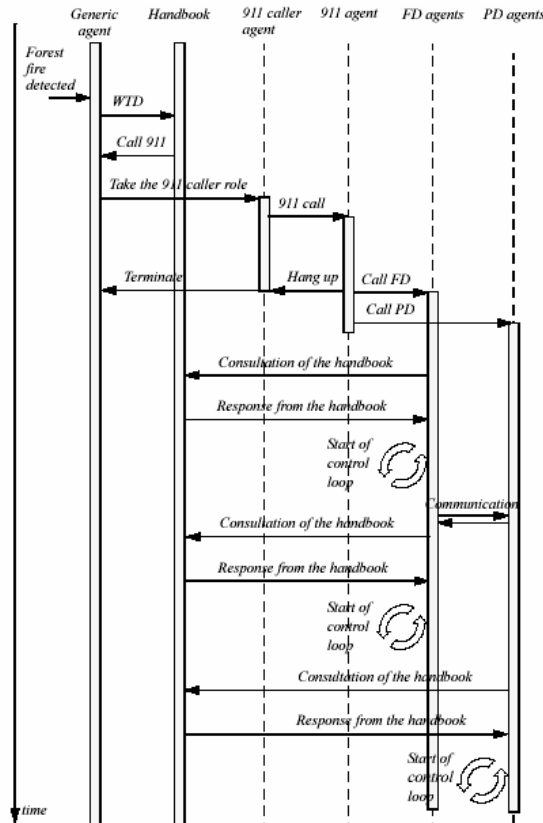 Generic
agent
Handbook
911 caller
agent
911 agent
FD agents
PD agents
Forest
fire
detected
WTD
Call 911
Take the 911 caller role
911 call
Terminate
Hang up
Call FD
Call PD
Consultation of the handbook
Response from the handbook
Start of
control
loop
Communication
Consultation of the handbook
Response from the handbook
Start of
control
loop
Consultation of the handbook
Response from the handbook
Start of
control
loop
time